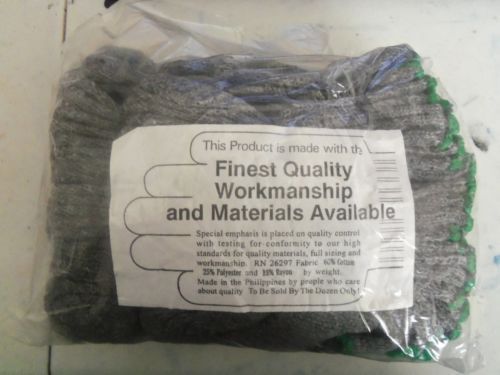 This Product is made with the
Finest Quality
Workmanship
and Materials Available
Special emphasis is placed on quality control
with testing for conformity to our high
standards for quality materials, full sizing and
workmanship. RN 26297 Fabric 60% Cotton
25% Polyester and 15% Rayon by weight.
Made in the Philippines by people who care
about quality To Be Sold By The Dozen Only!